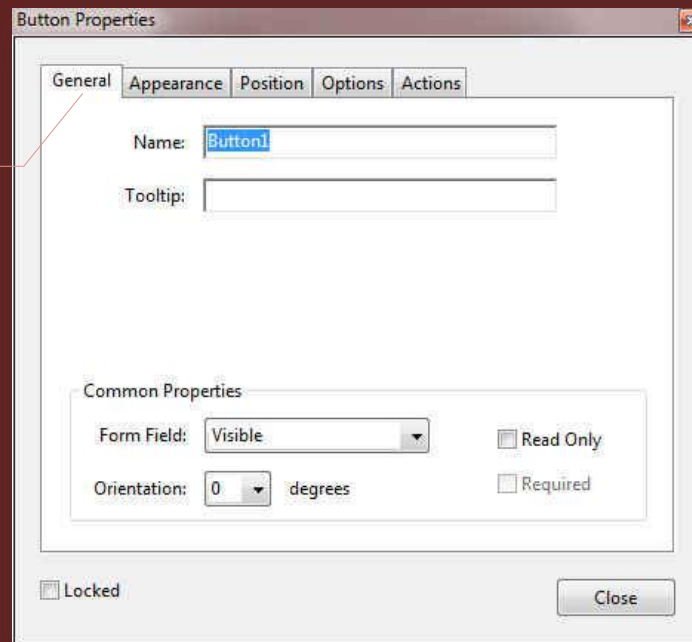 Button Properties
General Appearance Position Options Actions
Name: Button1
Tooltip:
Common Properties
Form Field: Visible
Read Only
Orientation: 0 degrees
Required
Locked
Close